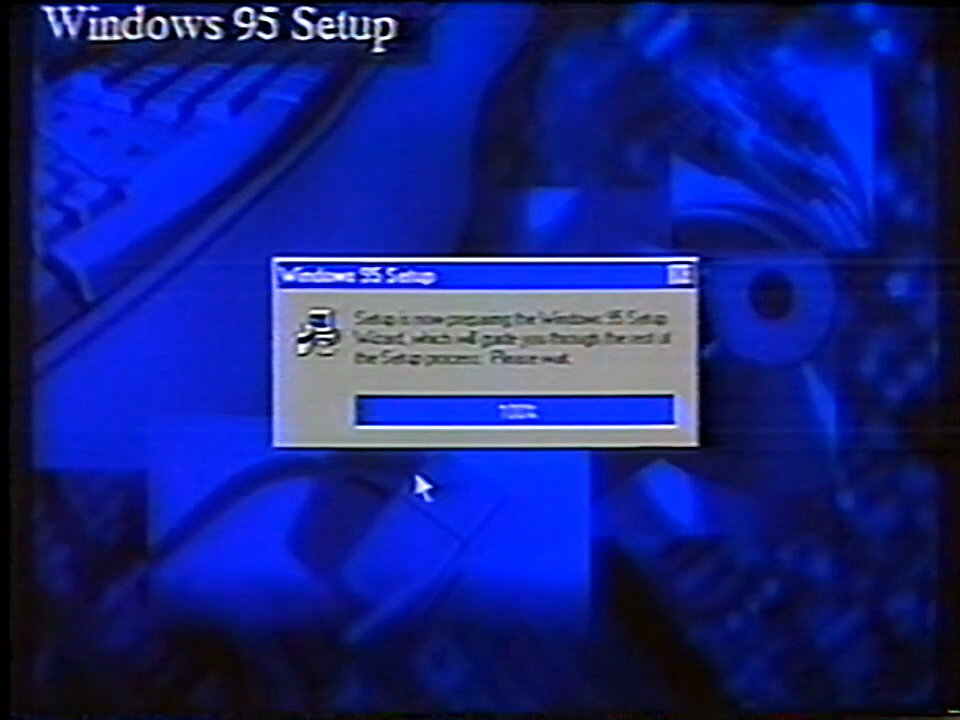 Windows 95 Setup
Windows 95 Setup
Setup is now preparing the Windows 95 Setup
Wizard, which will guide you through the rest of
the Setup process. Please wait.
100%